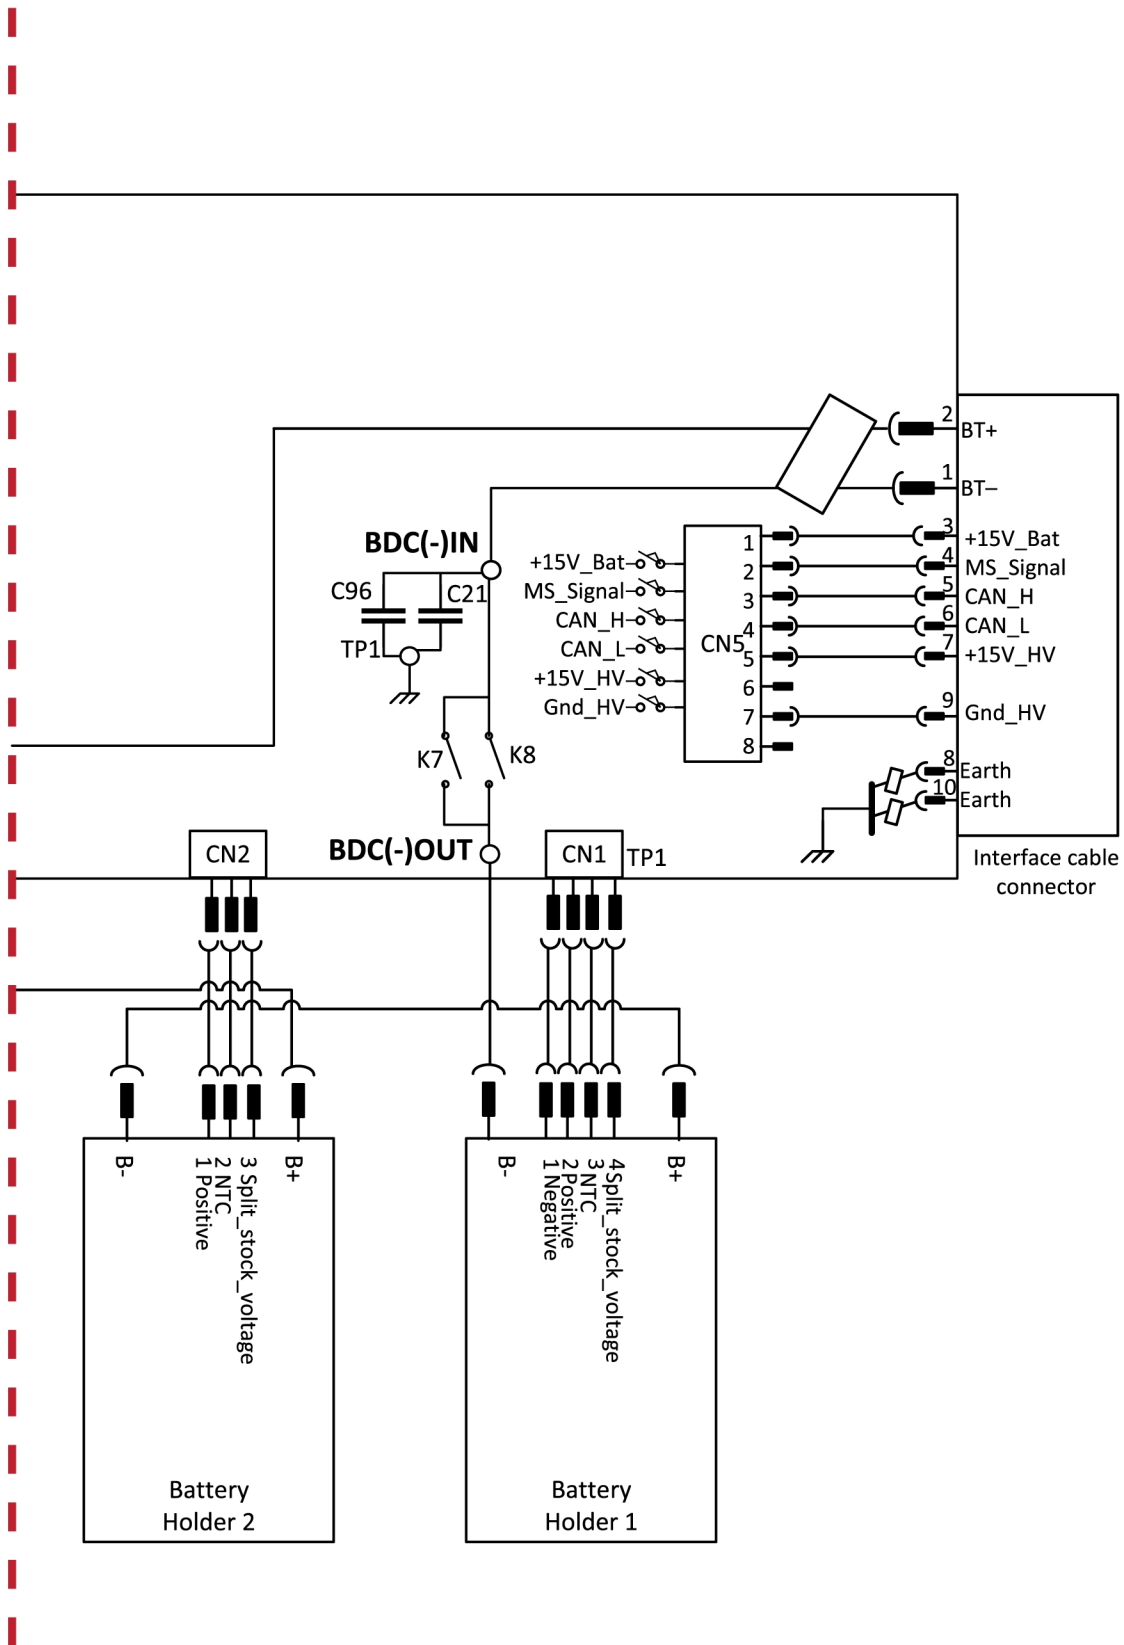 2
BT+
1
BT–
BDC(-)IN
C96
C21
TP1
+15V_Bat
MS_Signal
CAN_H
CAN_L
+15V_HV
Gnd_HV
CN5
1
2
3
4
5
6
7
8
3
+15V_Bat
4
MS_Signal
5
CAN_H
6
CAN_L
7
+15V_HV
9
Gnd_HV
8
Earth
10
Earth
Interface cable
connector
K7
K8
BDC(-)OUT
CN2
CN1
TP1
B-
1 Positive
2 NTC
3 Split_stock_voltage
B+
Battery
Holder 2
B-
1 Negative
2 Positive
3 NTC
4 Split_stock_voltage
B+
Battery
Holder 1